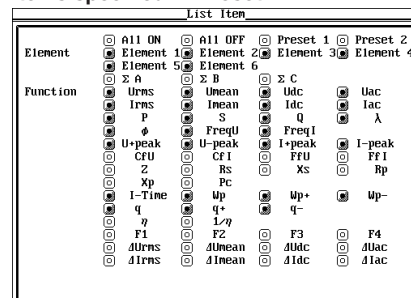 List Item
All ON All OFF Preset 1 Preset 2
Element Element 1 Element 2 Element 3 Element 4
Element 5 Element 6
Σ A Σ B Σ C
Function Urms Umean Udc Uac
Irms Imean Idc Iac
P S Q λ
ϕ FreqU FreqI
U+peak U-peak I+peak I-peak
CfU CfI FfU FfI
Z Rs Xs Rp
Xp Pc
I-Time Wp Wp+ Wp-
q q+ q-
η 1/η
F1 F2 F3 F4
ΔUrms ΔUmean ΔUdc ΔUac
ΔIrms ΔImean ΔIdc ΔIac